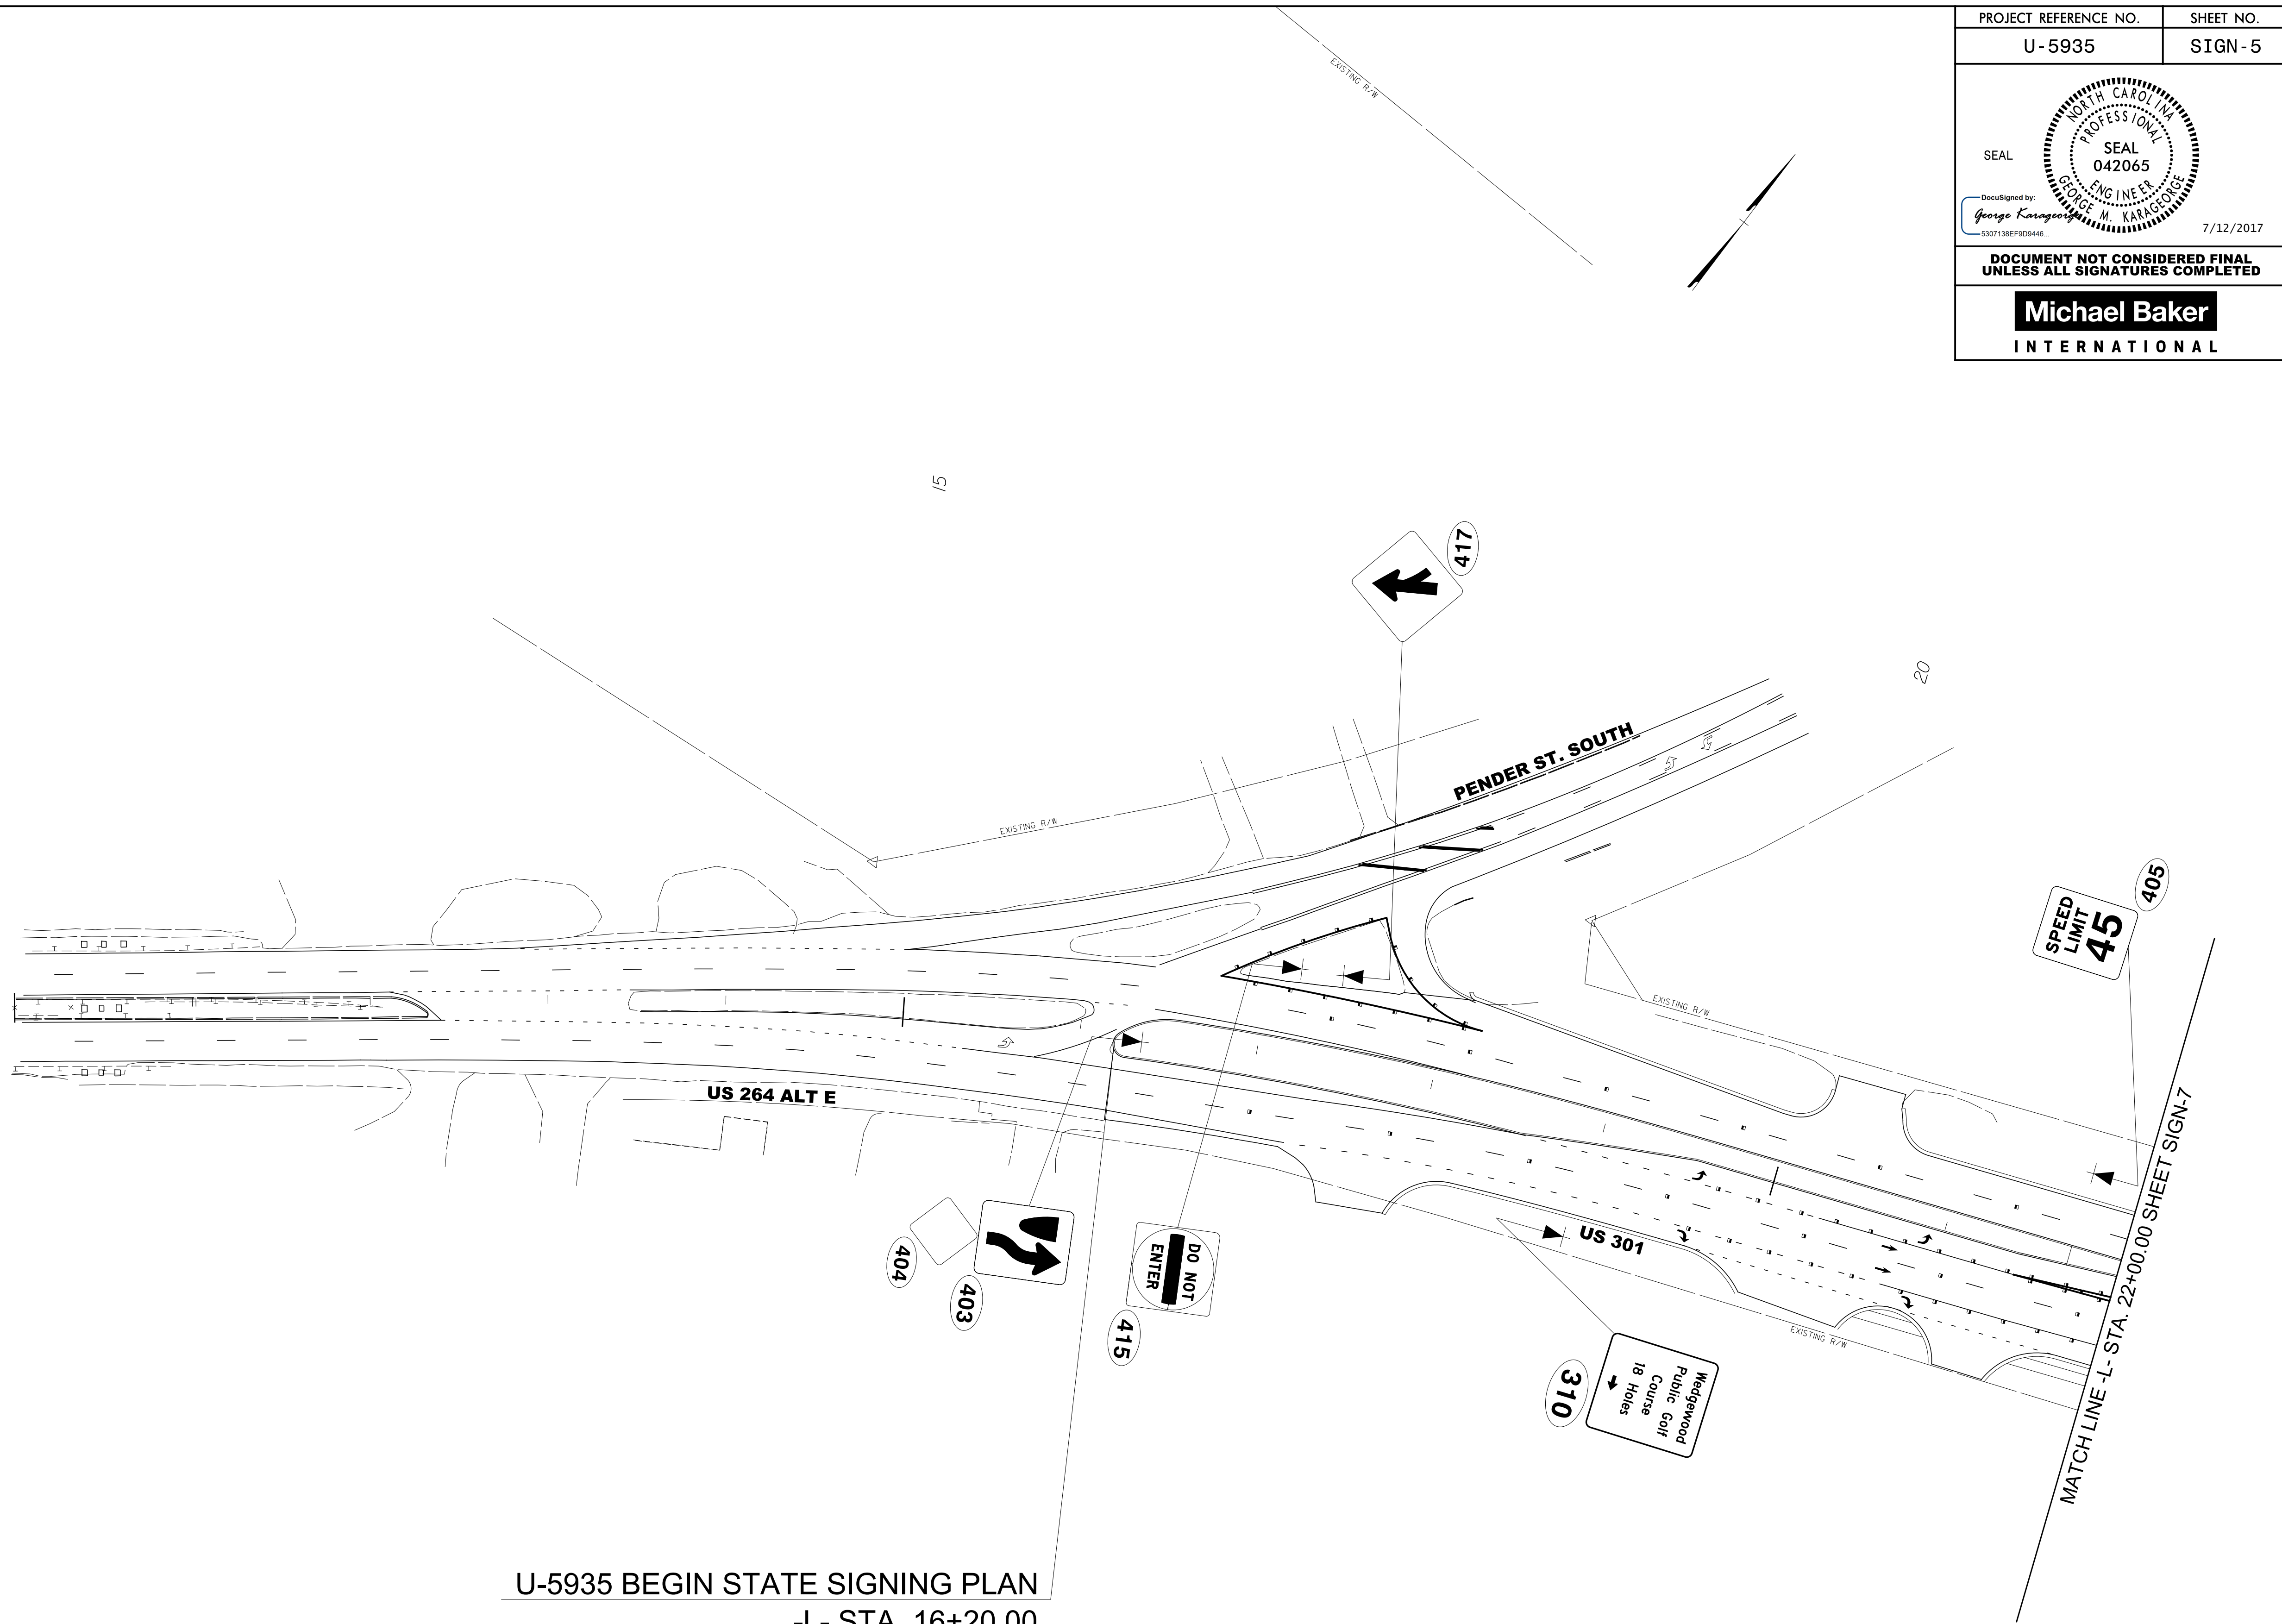 PROJECT REFERENCE NO.
SHEET NO.
U-5935
SIGN-5
SEAL
NORTH CAROLINA
PROFESSIONAL
SEAL
042065
ENGINEER
GEORGE M. KARAGEORGE
DocuSigned by:
George Karageorge
5307138EF9D9446...
7/12/2017
DOCUMENT NOT CONSIDERED FINAL
UNLESS ALL SIGNATURES COMPLETED
Michael Baker
INTERNATIONAL
EXISTING R/W
15
417
20
PENDER ST. SOUTH
EXISTING R/W
405
SPEED
LIMIT
45
EXISTING R/W
US 264 ALT E
404
403
DO NOT
ENTER
415
US 301
EXISTING R/W
310
Wedgewood
Public Golf
Course
18 Holes
MATCH LINE -L- STA. 22+00.00 SHEET SIGN-7
U-5935 BEGIN STATE SIGNING PLAN
-L- STA. 16+20.00